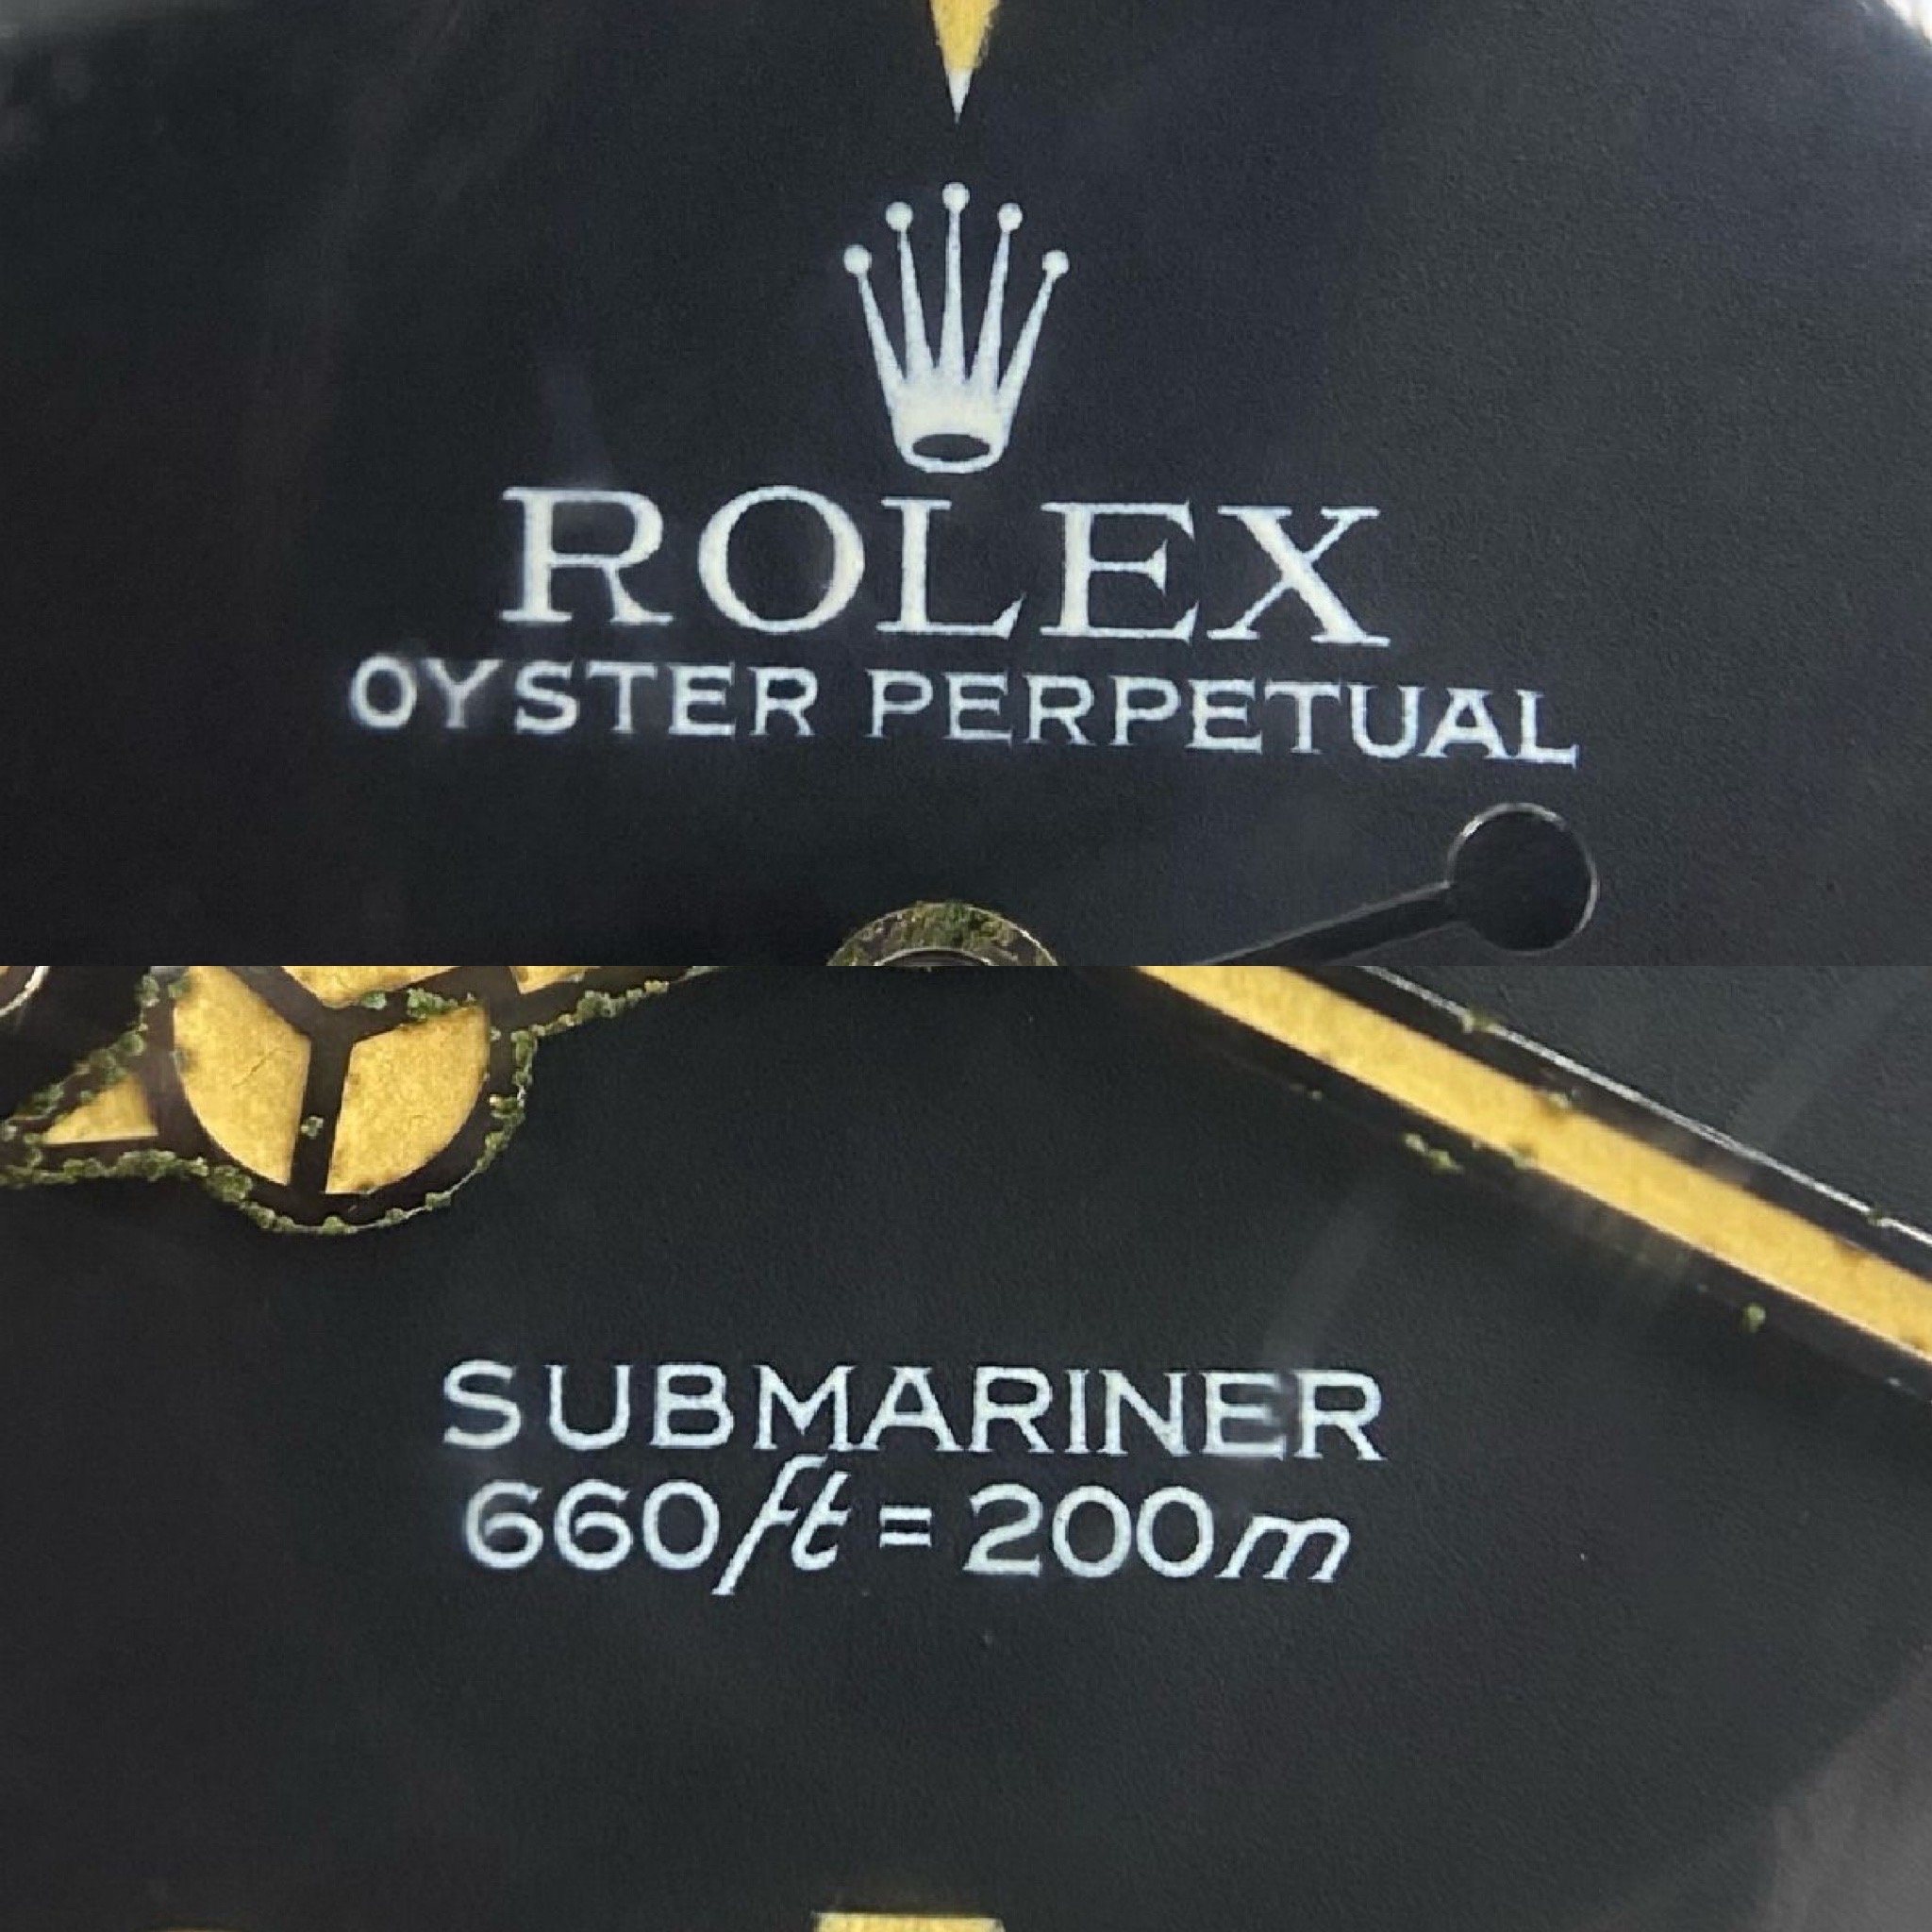 ROLEX
OYSTER PERPETUAL
SUBMARINER
660ft = 200m